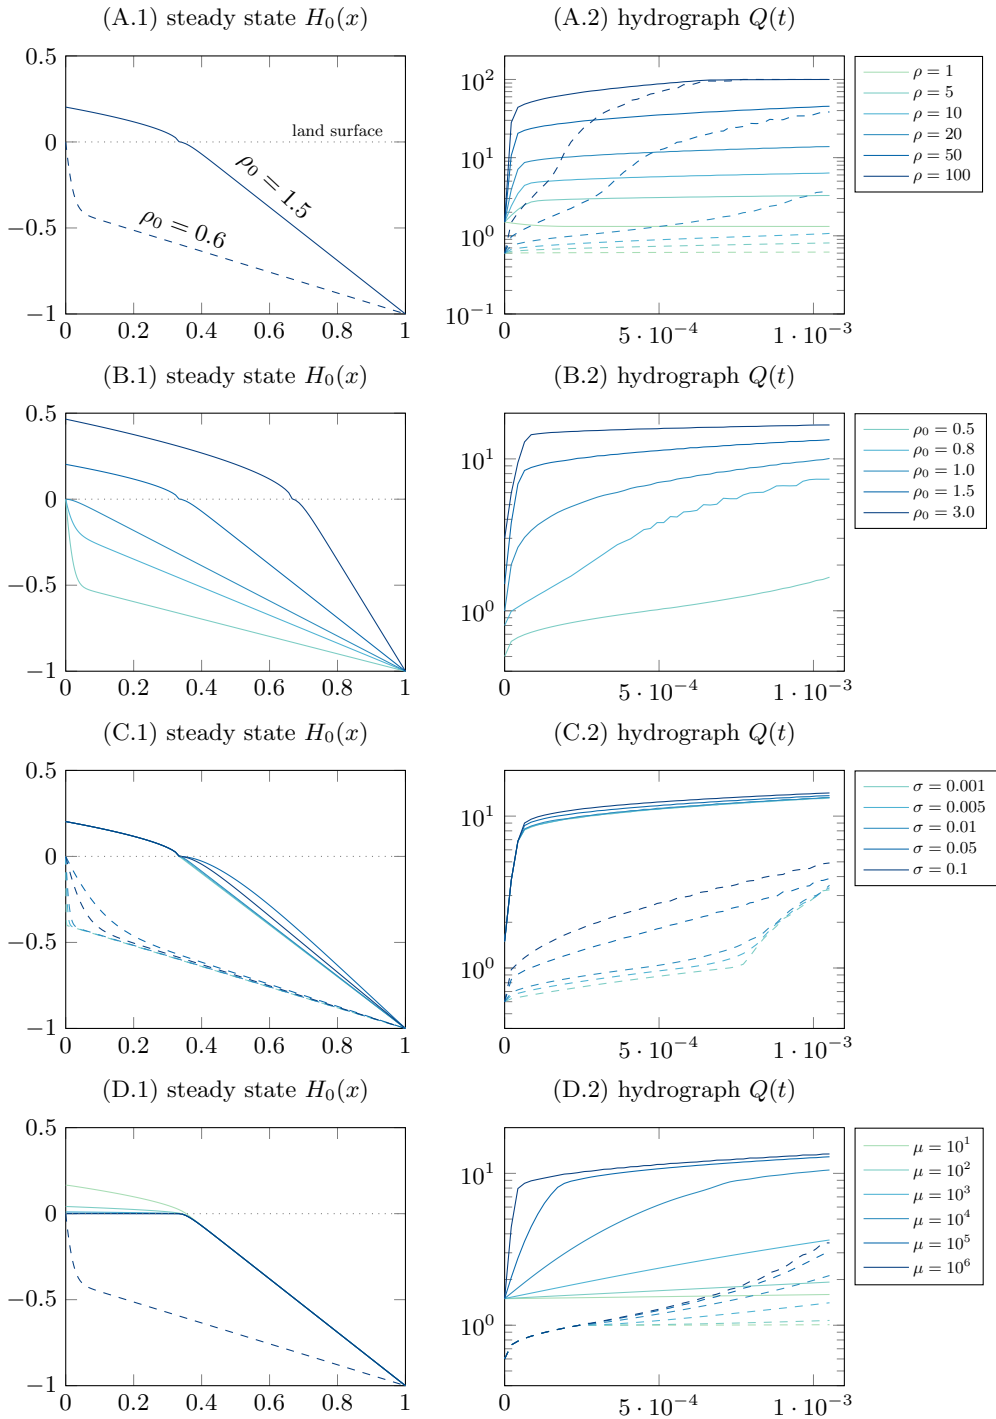 (A.1) steady state H₀(x)
0.5
0
−0.5
−1
0 0.2 0.4 0.6 0.8 1
land surface
ρ₀ = 1.5
ρ₀ = 0.6
(A.2) hydrograph Q(t)
10²
10¹
10⁰
10⁻¹
0 5 · 10⁻⁴ 1 · 10⁻³
ρ = 1
ρ = 5
ρ = 10
ρ = 20
ρ = 50
ρ = 100
(B.1) steady state H₀(x)
0.5
0
−0.5
−1
0 0.2 0.4 0.6 0.8 1
(B.2) hydrograph Q(t)
10¹
10⁰
0 5 · 10⁻⁴ 1 · 10⁻³
ρ₀ = 0.5
ρ₀ = 0.8
ρ₀ = 1.0
ρ₀ = 1.5
ρ₀ = 3.0
(C.1) steady state H₀(x)
0.5
0
−0.5
−1
0 0.2 0.4 0.6 0.8 1
(C.2) hydrograph Q(t)
10¹
10⁰
0 5 · 10⁻⁴ 1 · 10⁻³
σ = 0.001
σ = 0.005
σ = 0.01
σ = 0.05
σ = 0.1
(D.1) steady state H₀(x)
0.5
0
−0.5
−1
0 0.2 0.4 0.6 0.8 1
(D.2) hydrograph Q(t)
10¹
10⁰
0 5 · 10⁻⁴ 1 · 10⁻³
μ = 10¹
μ = 10²
μ = 10³
μ = 10⁴
μ = 10⁵
μ = 10⁶